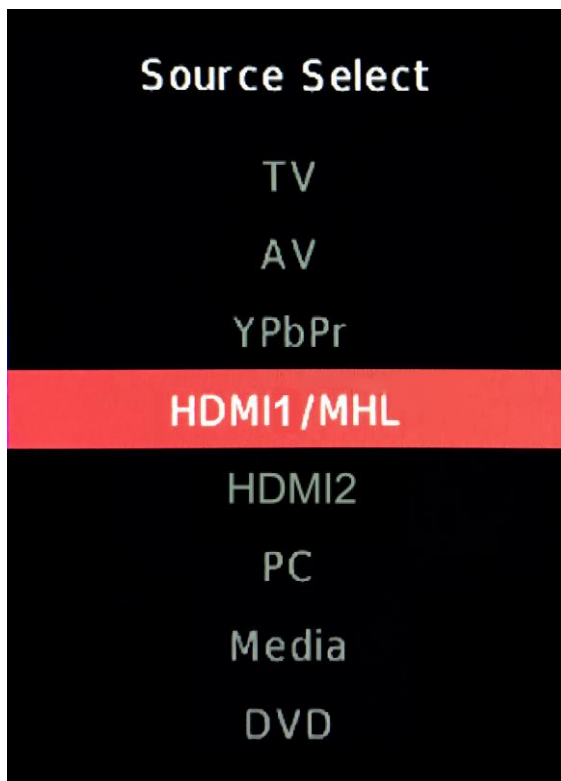 Source Select
TV
AV
YPbPr
HDMI1/MHL
HDMI2
PC
Media
DVD